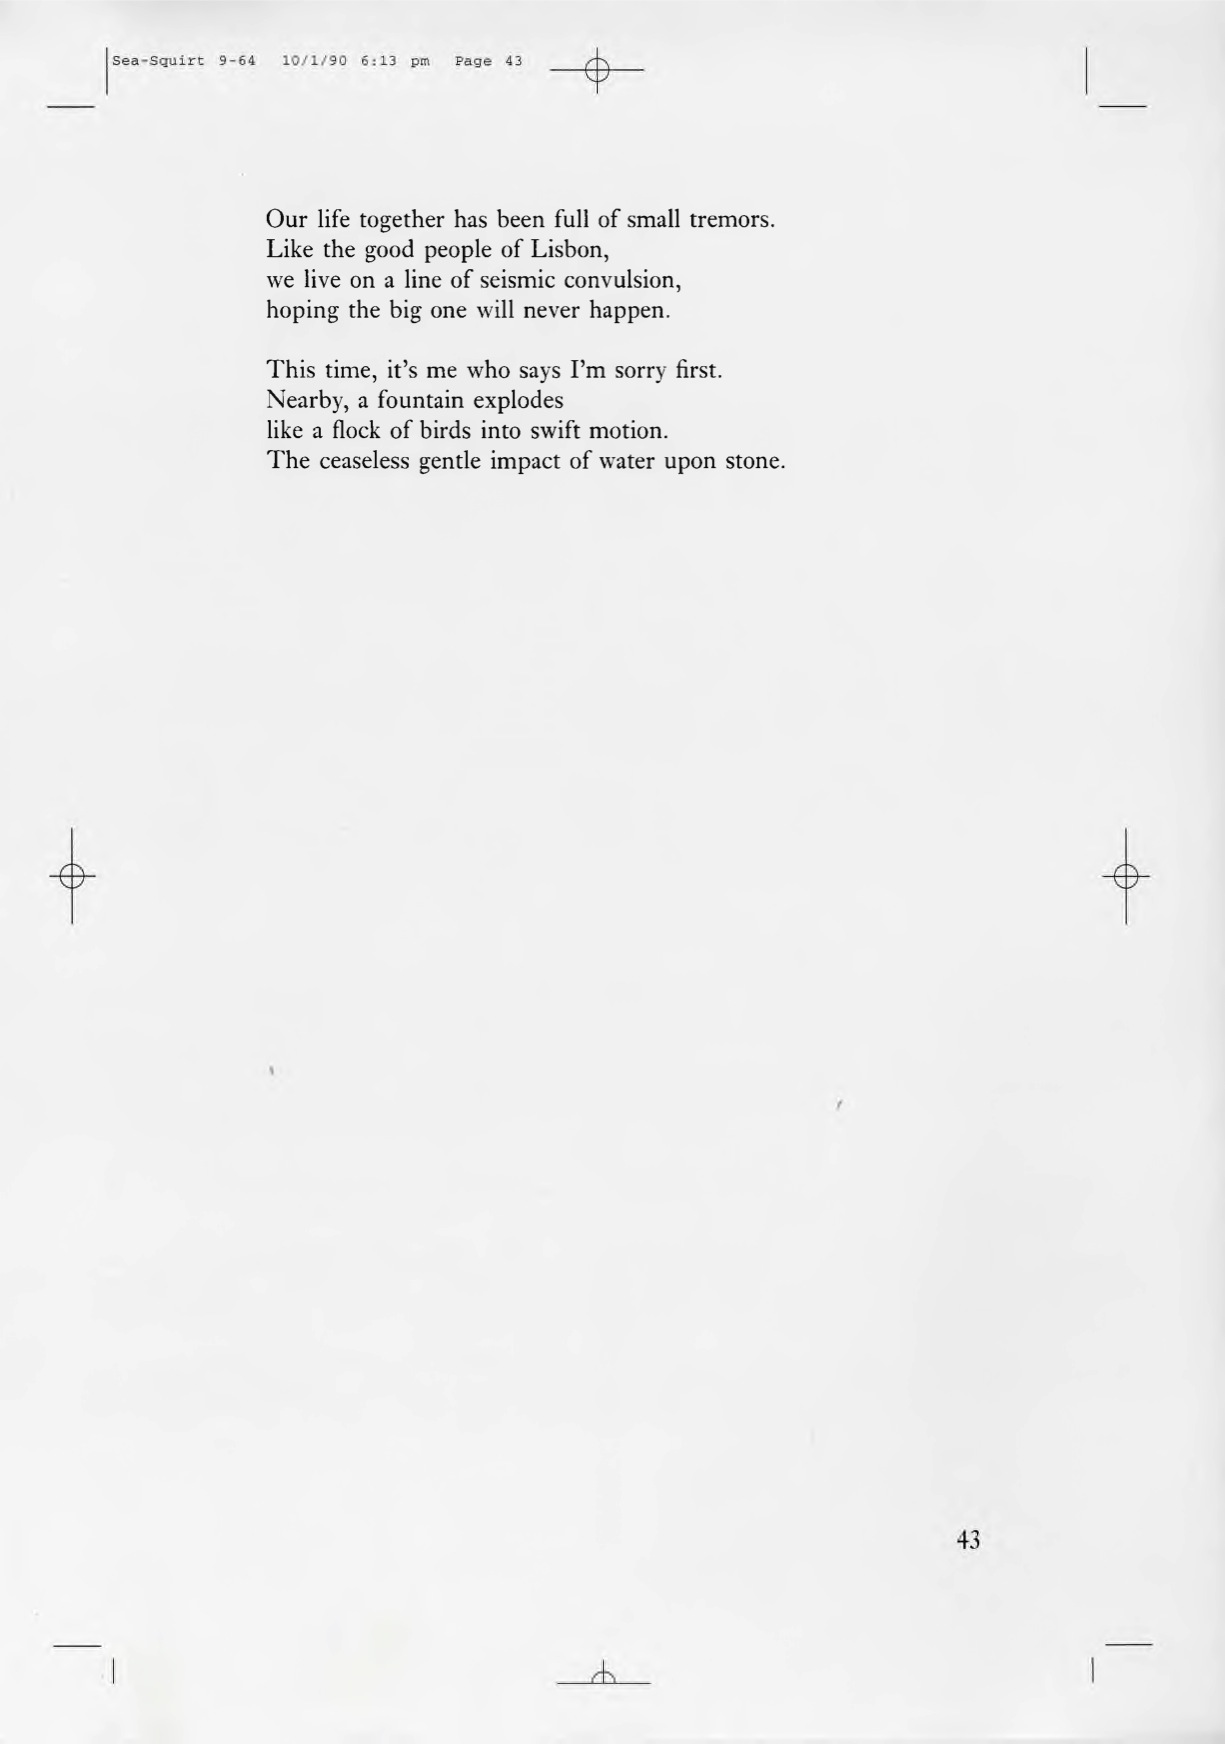 Sea-Squirt 9-64 10/1/90 6:13 pm Page 43
Our life together has been full of small tremors.
Like the good people of Lisbon,
we live on a line of seismic convulsion,
hoping the big one will never happen.

This time, it’s me who says I’m sorry first.
Nearby, a fountain explodes
like a flock of birds into swift motion.
The ceaseless gentle impact of water upon stone.

43